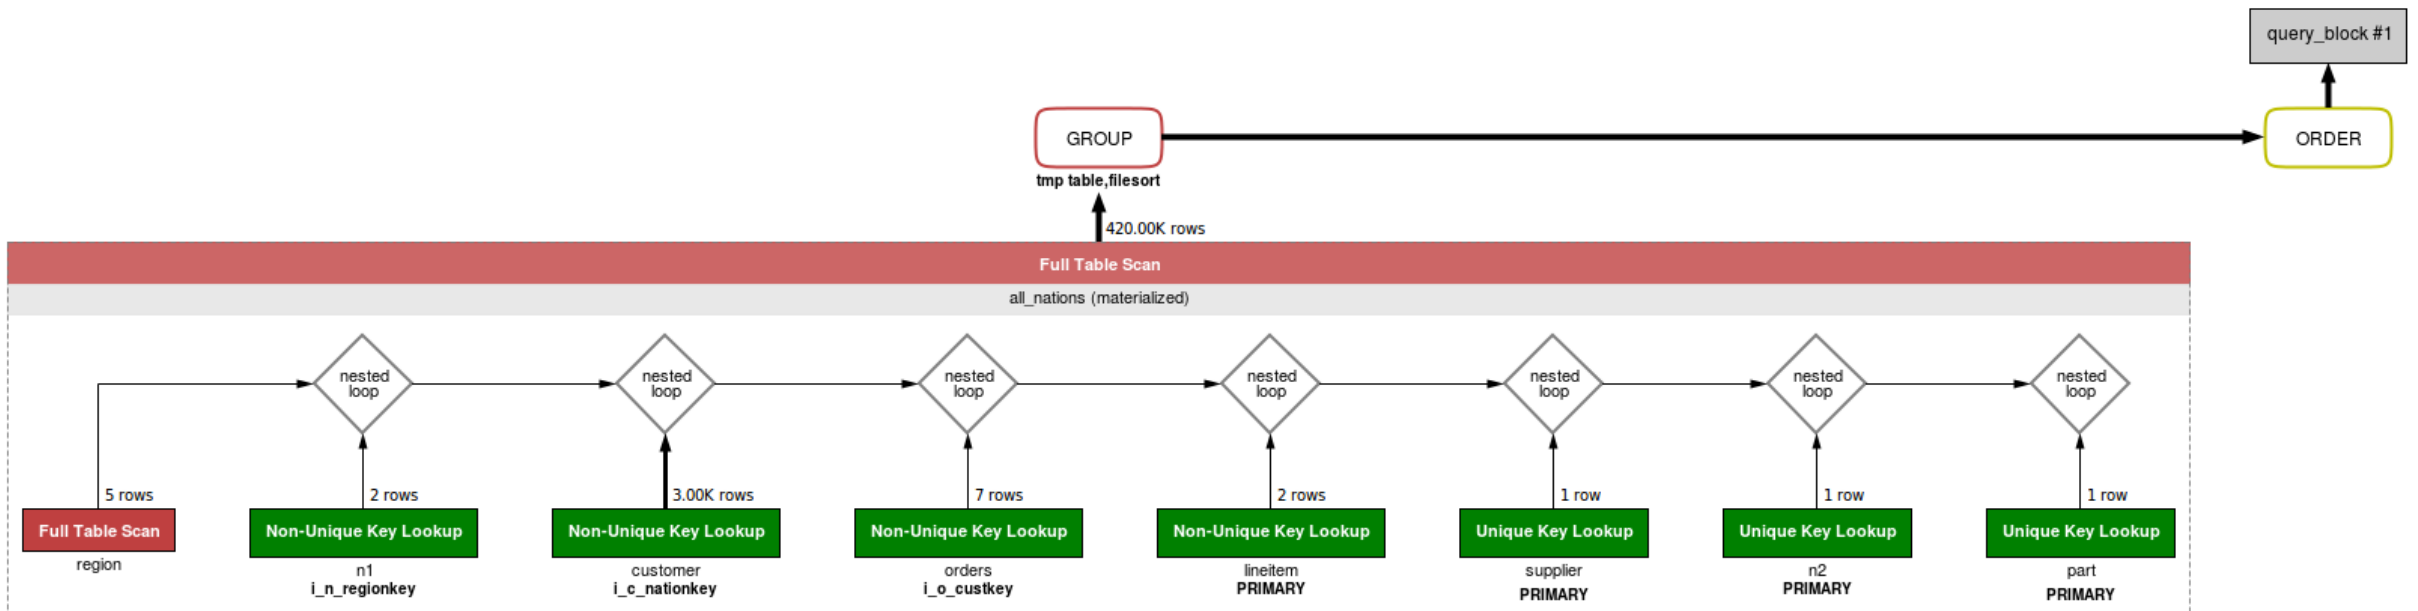 query_block #1
GROUP
ORDER
tmp table,filesort
420.00K rows
Full Table Scan
all_nations (materialized)
nested
loop
nested
loop
nested
loop
nested
loop
nested
loop
nested
loop
nested
loop
5 rows
2 rows
3.00K rows
7 rows
2 rows
1 row
1 row
1 row
Full Table Scan
Non-Unique Key Lookup
Non-Unique Key Lookup
Non-Unique Key Lookup
Non-Unique Key Lookup
Unique Key Lookup
Unique Key Lookup
Unique Key Lookup
region
n1
customer
orders
lineitem
supplier
n2
part
i_n_regionkey
i_c_nationkey
i_o_custkey
PRIMARY
PRIMARY
PRIMARY
PRIMARY